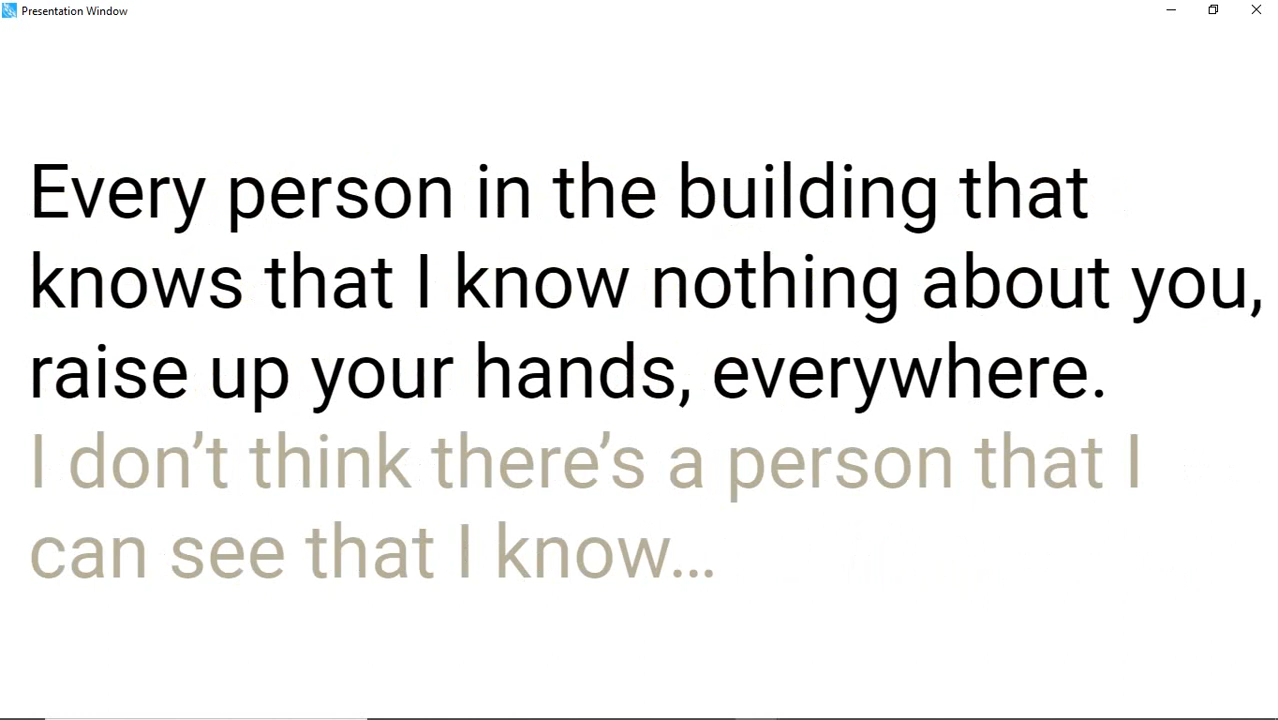 Presentation Window
Every person in the building that
knows that I know nothing about you,
raise up your hands, everywhere.
I don’t think there’s a person that I
can see that I know…